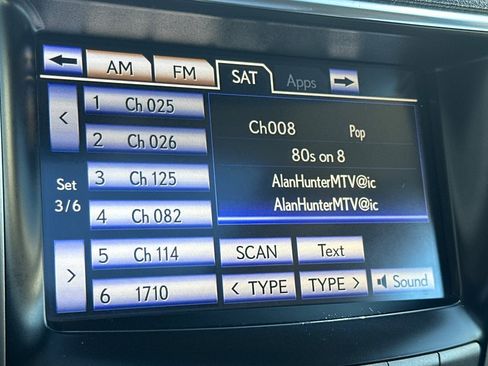 AM FM SAT Apps
1 Ch 025
2 Ch 026
3 Ch 125
4 Ch 082
5 Ch 114
6 1710
Set
3/6
Ch008 Pop
80s on 8
AlanHunterMTV@ic
AlanHunterMTV@ic
SCAN Text
< TYPE TYPE > Sound